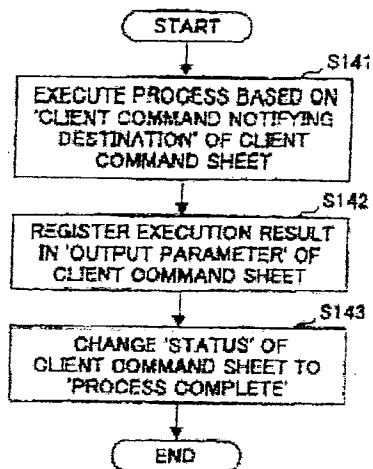 START
S141
EXECUTE PROCESS BASED ON
'CLIENT COMMAND NOTIFYING
DESTINATION' OF CLIENT
COMMAND SHEET
S142
REGISTER EXECUTION RESULT
IN 'OUTPUT PARAMETER' OF
CLIENT COMMAND SHEET
S143
CHANGE 'STATUS' OF
CLIENT COMMAND SHEET TO
'PROCESS COMPLETE'
END